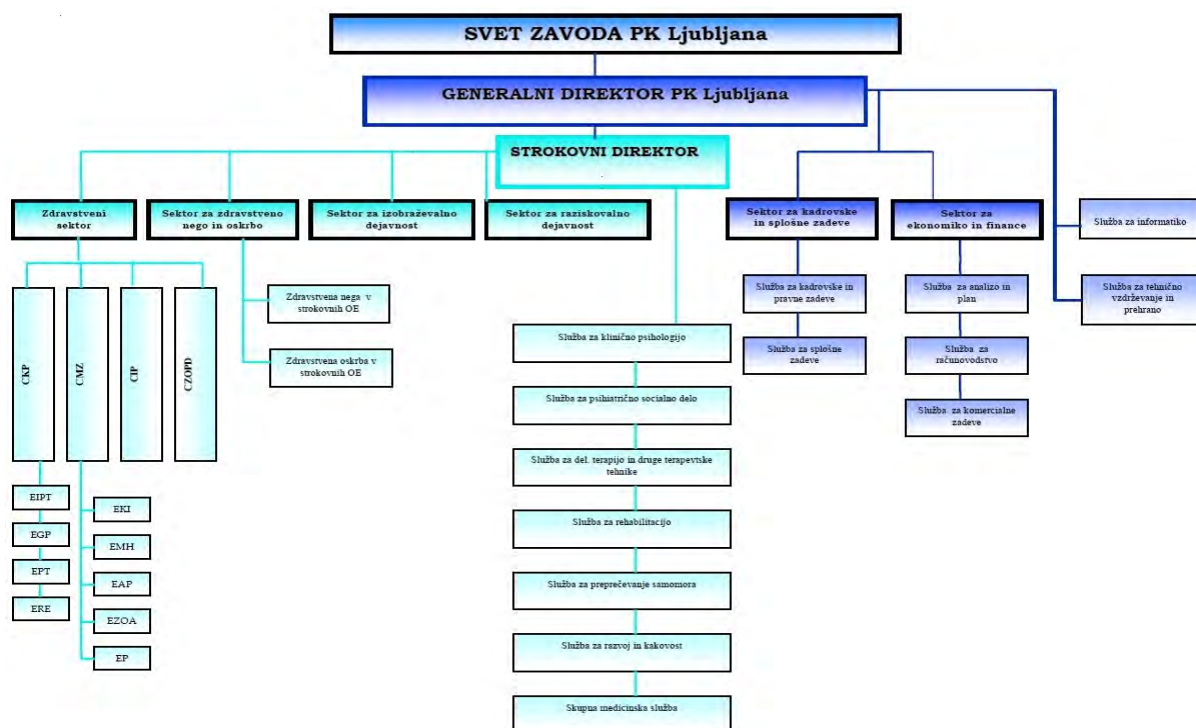 SVET ZAVODA PK Ljubljana
GENERALNI DIREKTOR PK Ljubljana
STROKOVNI DIREKTOR
Zdravstveni
sektor
Sektor za zdravstveno
nego in oskrbo
Sektor za izobraževalno
dejavnost
Sektor za raziskovalno
dejavnost
Sektor za kadrovske
in splošne zadeve
Sektor za
ekonomiko in finance
Služba za informatiko
Služba za tehnično
vzdrževanje in
prehrano
CKP
CMZ
CIP
CZOPD
Zdravstvena nega v
strokovnih OE
Zdravstvena oskrba v
strokovnih OE
EIPT
EGP
EPT
ERE
EKI
EMH
EAP
EZOA
EP
Služba za klinično psihologijo
Služba za psihiatrično socialno delo
Služba za del. terapijo in druge terapevtske
tehnike
Služba za rehabilitacijo
Služba za preprečevanje samomora
Služba za razvoj in kakovost
Skupna medicinska služba
Služba za kadrovske in
pravne zadeve
Služba za splošne
zadeve
Služba za analizo in
plan
Služba za
računovodstvo
Služba za komercialne
zadeve